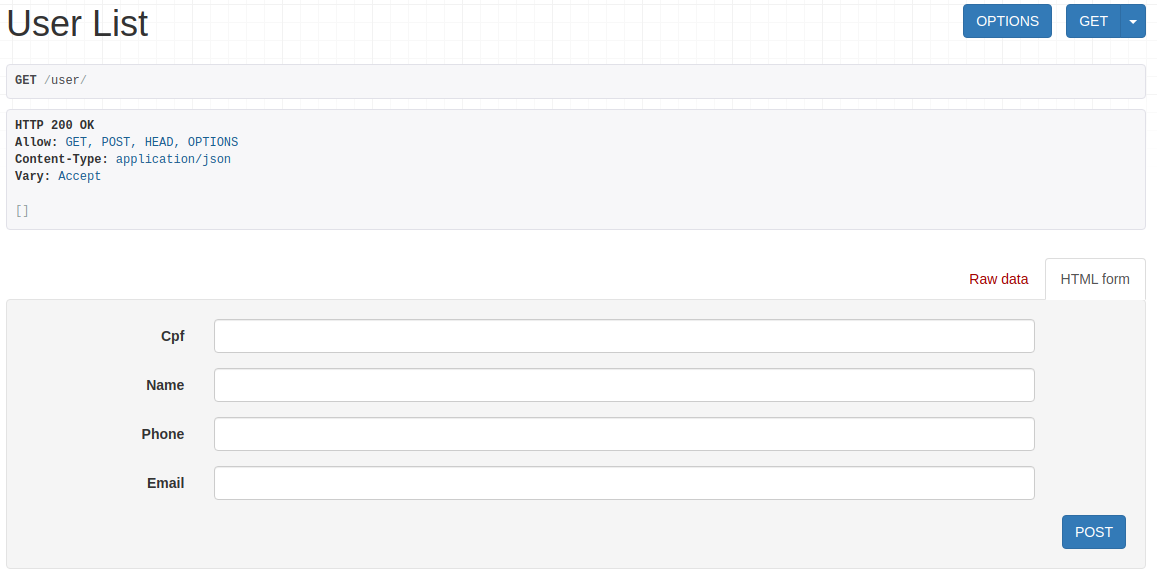 User List
OPTIONS
GET
GET /user/
HTTP 200 OK
Allow: GET, POST, HEAD, OPTIONS
Content-Type: application/json
Vary: Accept
[]
Raw data
HTML form
Cpf
Name
Phone
Email
POST